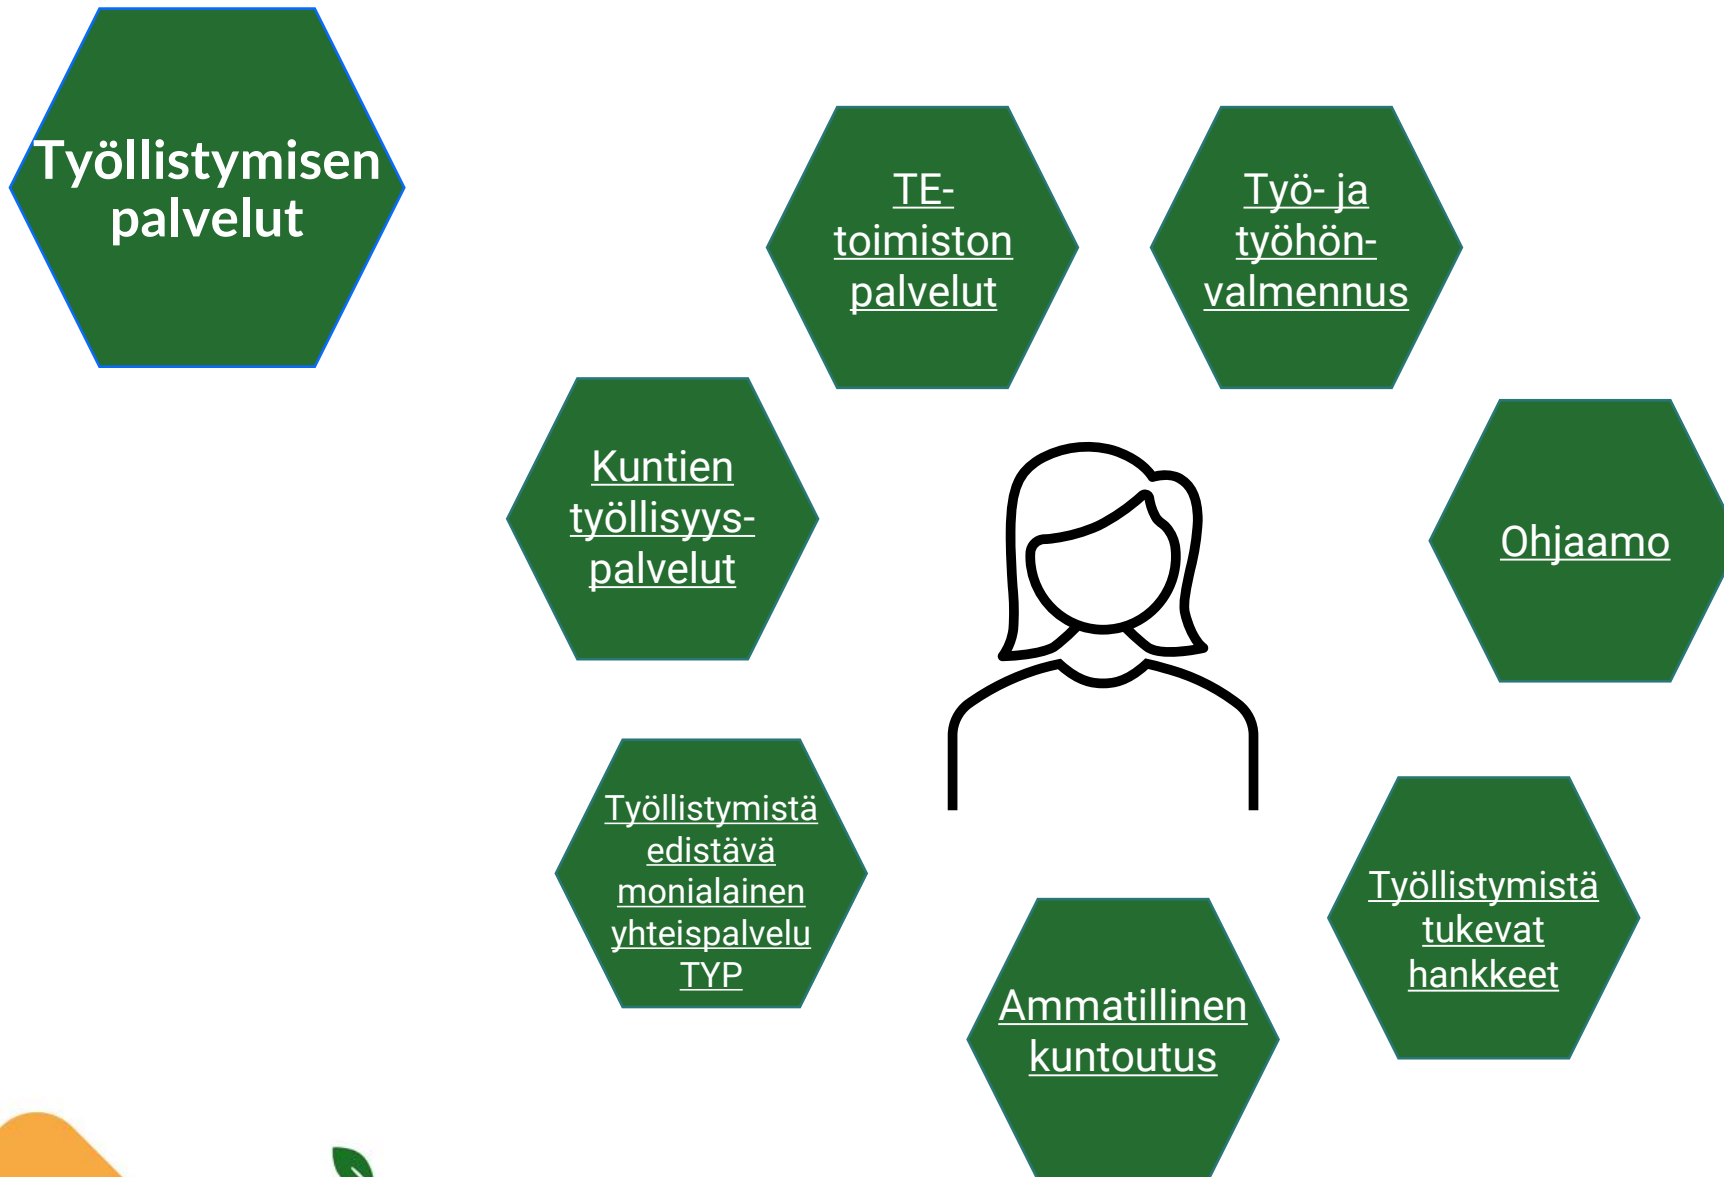 Työllistymisen
palvelut
TE-
toimiston
palvelut
Työ- ja
työhön-
valmennus
Kuntien
työllisyys-
palvelut
Ohjaamo
Työllistymistä
edistävä
monialainen
yhteispalvelu
TYP
Työllistymistä
tukevat
hankkeet
Ammatillinen
kuntoutus